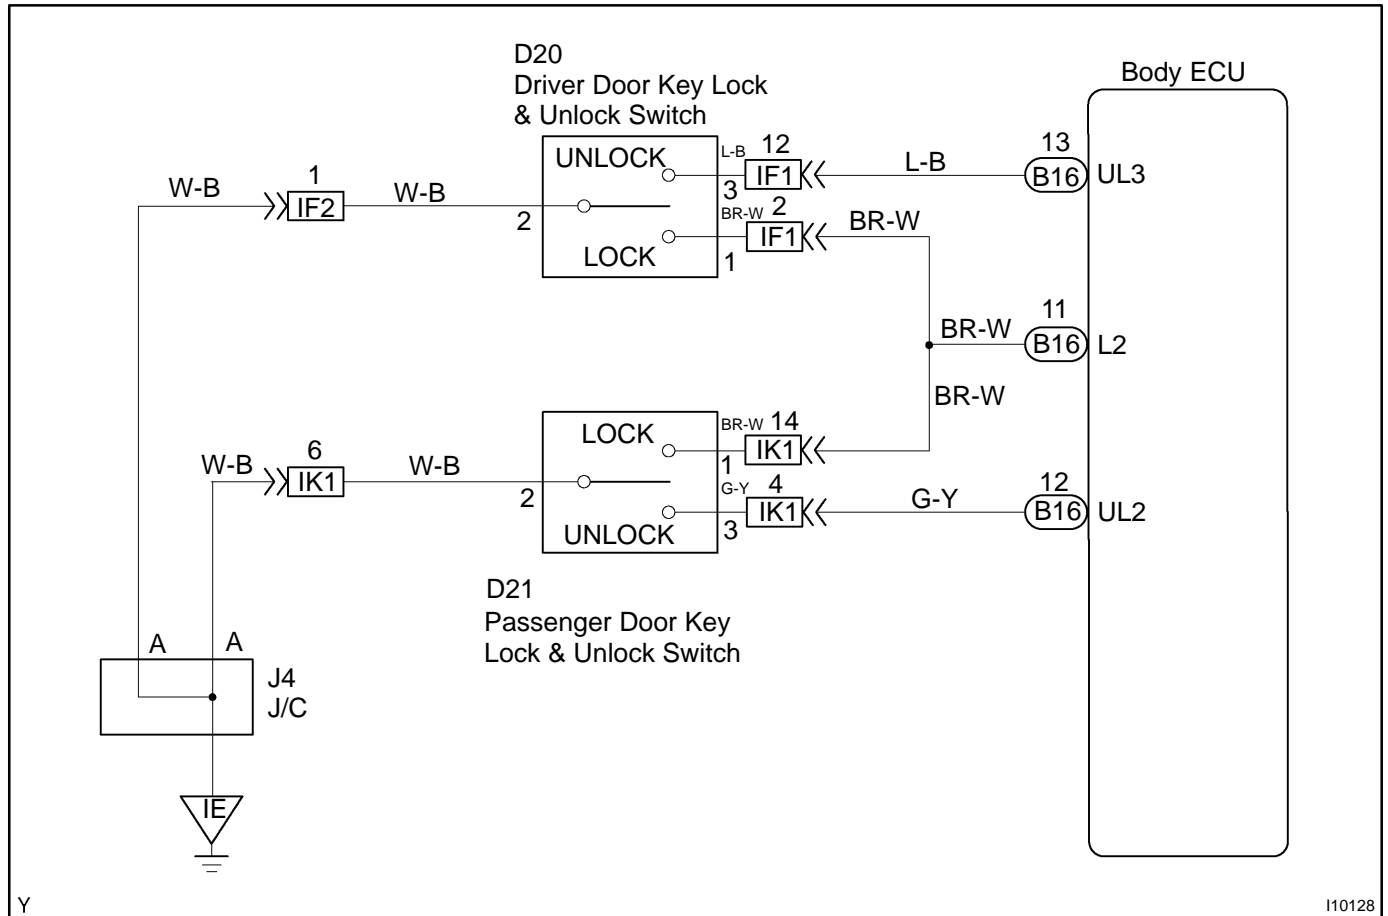 D20
Driver Door Key Lock
& Unlock Switch
Body ECU
UNLOCK
L-B
12
IF1
3
L-B
13
B16
UL3
W-B
1
IF2
W-B
2
BR-W
2
IF1
1
BR-W
LOCK
11
B16
L2
BR-W
BR-W
LOCK
BR-W
14
IK1
1
W-B
6
IK1
W-B
2
G-Y
4
IK1
3
G-Y
12
B16
UL2
UNLOCK
D21
Passenger Door Key
Lock & Unlock Switch
A
A
J4
J/C
IE
Y
I10128